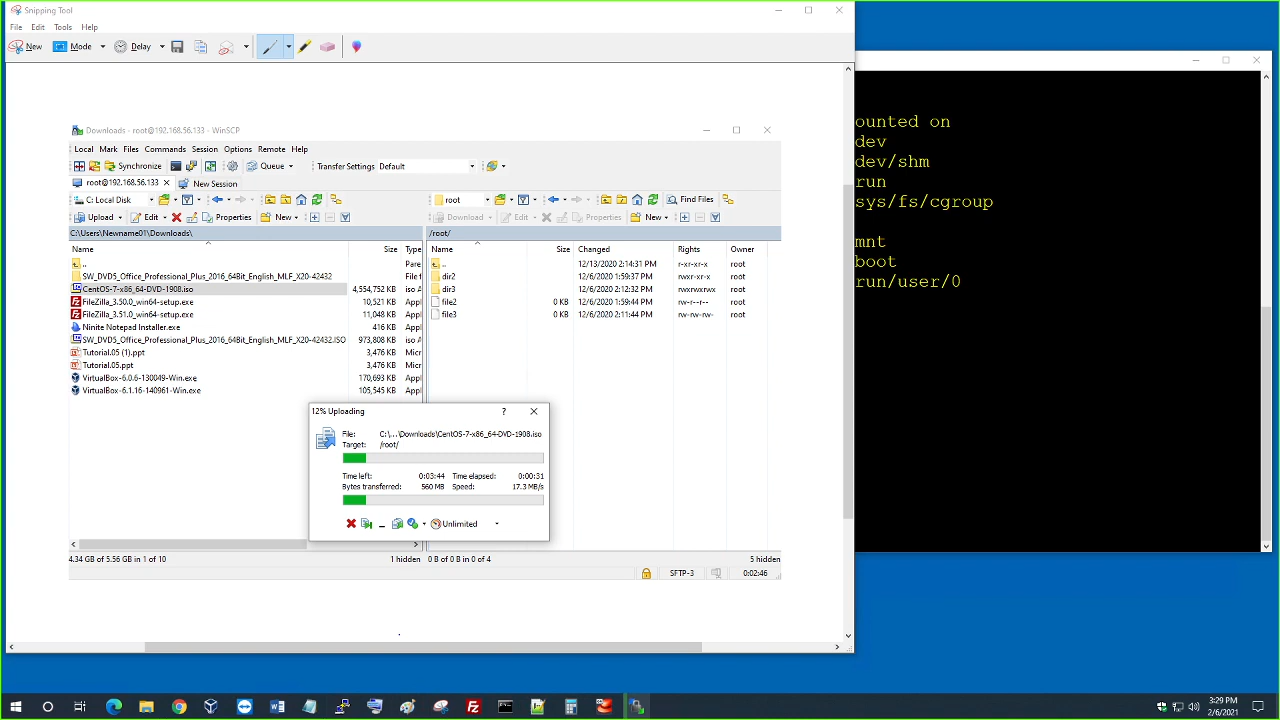 Snipping Tool
File Edit Tools Help
New Mode Delay
Downloads - root@192.168.56.133 - WinSCP
Local Mark Files Commands Session Options Remote Help
Synchronize Queue Transfer Settings Default
root@192.168.56.133 New Session
C: Local Disk root Find Files
Upload Edit Properties New Download Edit Properties New
C:\Users\Newname01\Downloads\ /root/
Name Size Type Name Size Changed Rights Owner
.. Pare .. 12/13/2020 2:14:31 PM r-xr-xr-x root
SW_DVD5_Office_Professional_Plus_2016_64Bit_English_MLF_X20-42432 File f dir2 12/6/2020 1:59:37 PM rwxr-xr-x root
CentOS-7-x86_64-DVD-1908.iso 4,554,752 KB iso A dir3 12/6/2020 2:12:32 PM rwxrwxrwx root
FileZilla_3.50.0_win64-setup.exe 10,521 KB Appl file2 0 KB 12/6/2020 1:59:44 PM rw-r--r-- root
FileZilla_3.51.0_win64-setup.exe 11,048 KB Appl file3 0 KB 12/6/2020 2:11:44 PM rw-rw-rw- root
Ninite Notepad Installer.exe 416 KB Appl
SW_DVD5_Office_Professional_Plus_2016_64Bit_English_MLF_X20-42432.ISO 973,808 KB iso A
Tutorial.05 (1).ppt 3,476 KB Micr
Tutorial.05.ppt 3,476 KB Micr
VirtualBox-6.0.6-130049-Win.exe 170,693 KB Appl
VirtualBox-6.1.16-140961-Win.exe 105,545 KB Appl
12% Uploading ?
File: C:\...\Downloads\CentOS-7-x86_64-DVD-1908.iso
Target: /root/
Time left: 0:03:44 Time elapsed: 0:00:31
Bytes transferred: 560 MB Speed: 17.3 MB/s
Unlimited
4.34 GB of 5.56 GB in 1 of 10 1 hidden 0 B of 0 B in 0 of 4 5 hidden
SFTP-3 0:02:46
ounted on
dev
dev/shm
run
sys/fs/cgroup
mnt
boot
run/user/0
3:29 PM
2/6/2021